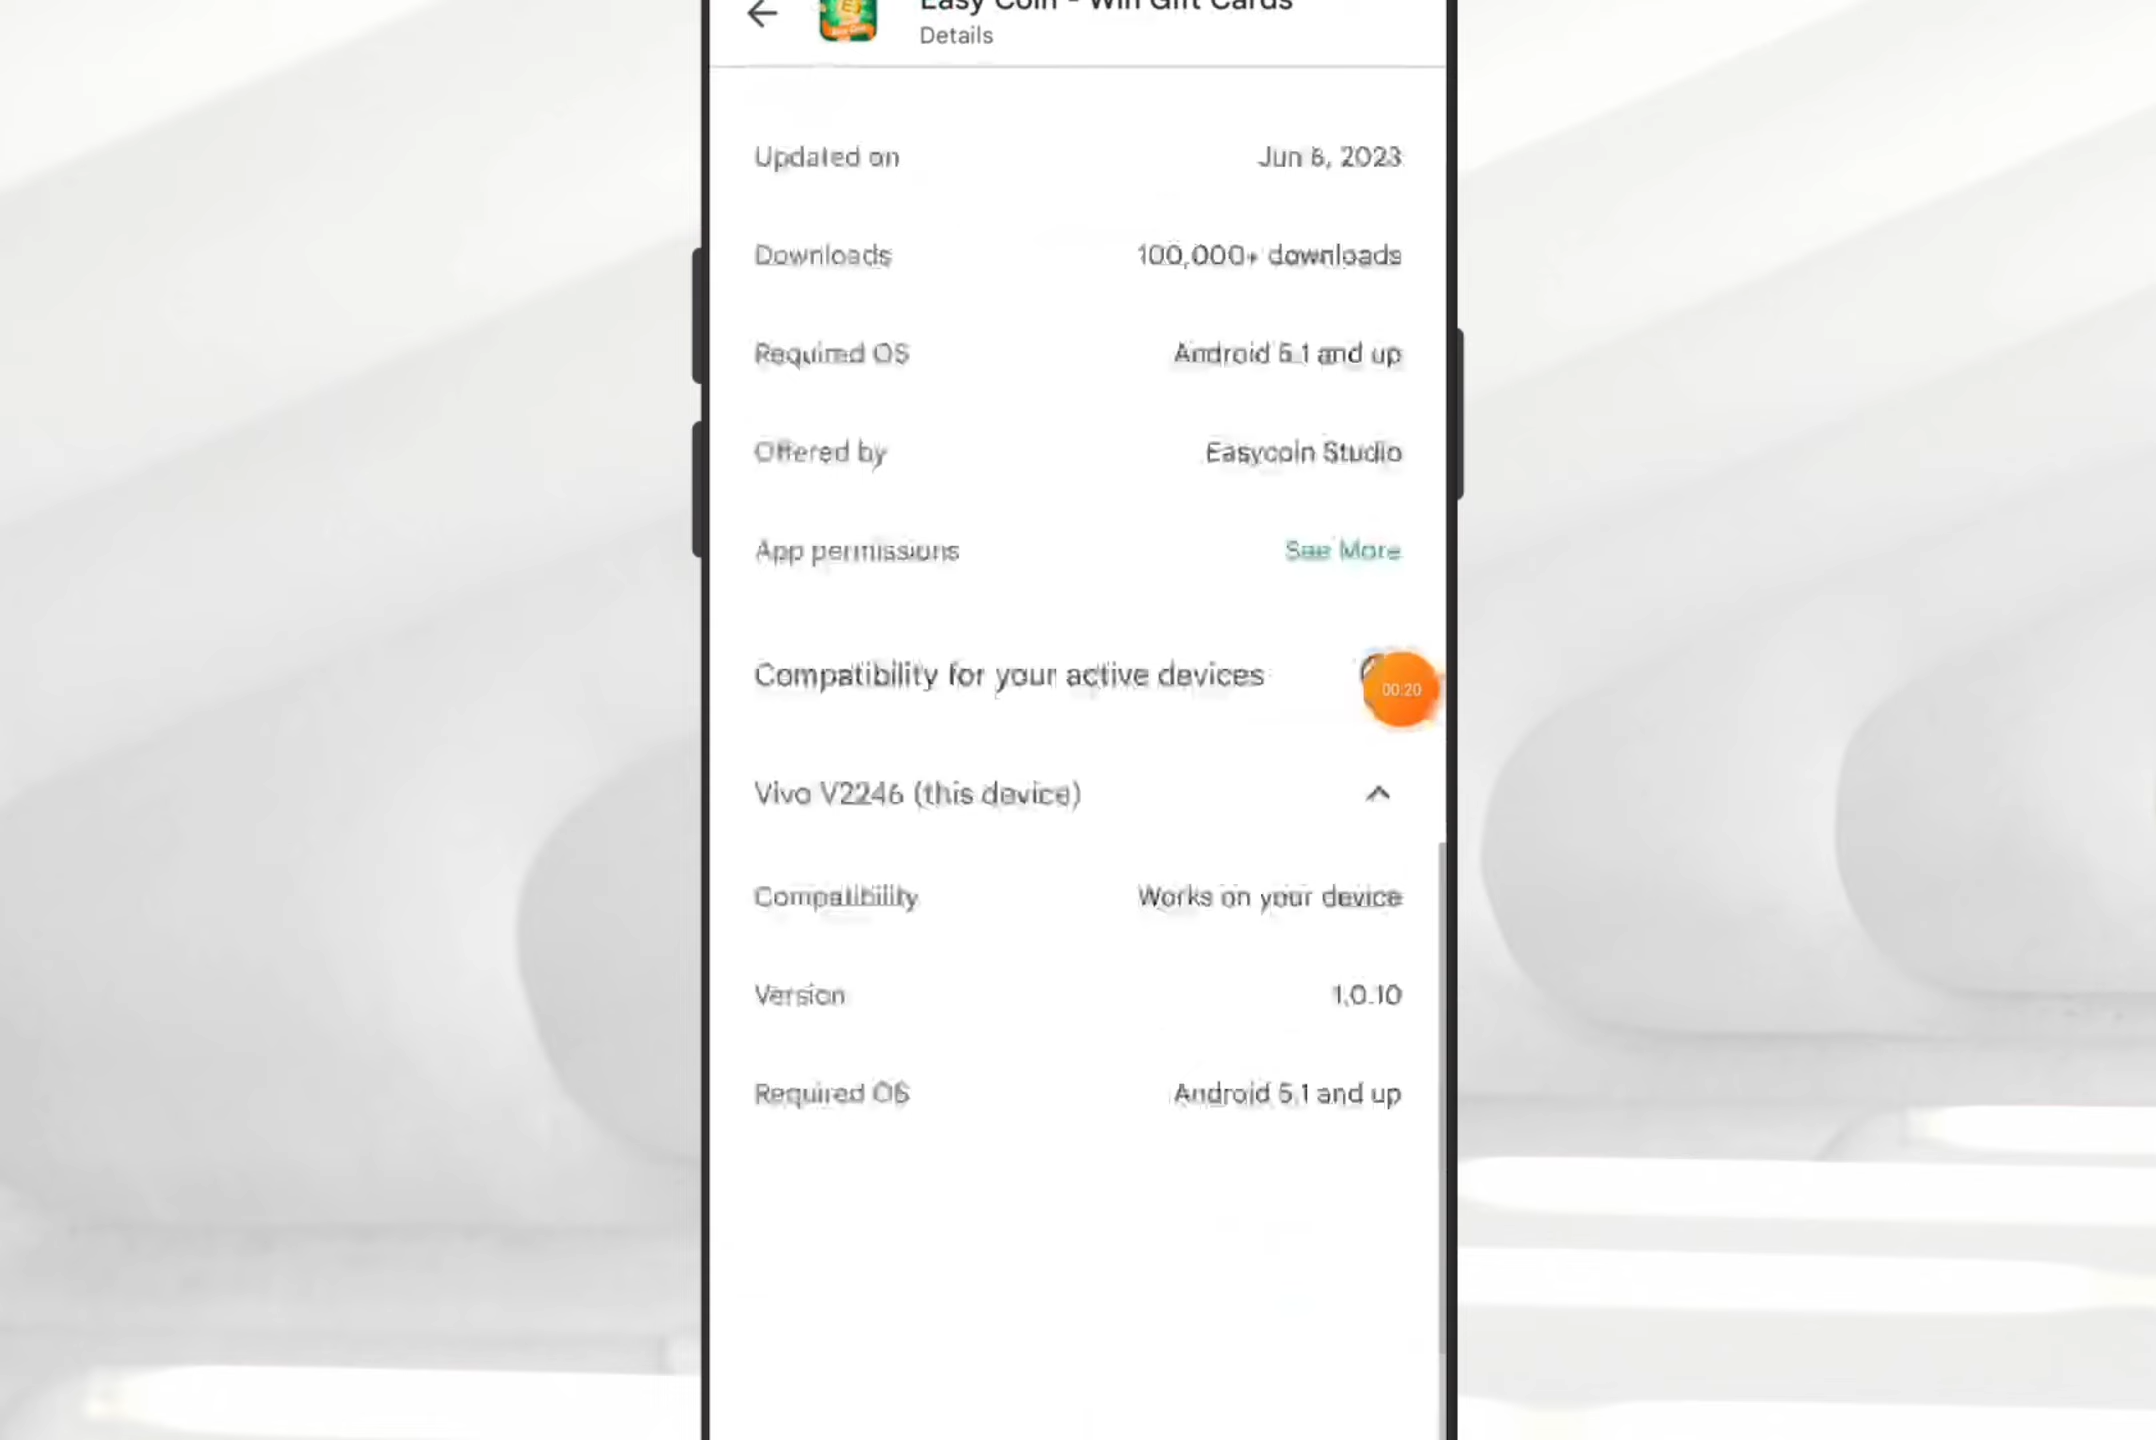 Easy Coin - Win Gift Cards
Details
Updated on Jun 6, 2023
Downloads 100,000+ downloads
Required OS Android 5.1 and up
Offered by Easycoin Studio
App permissions See More
Compatibility for your active devices
00:20
Vivo V2246 (this device)
Compatibility Works on your device
Version 1.0.10
Required OS Android 5.1 and up